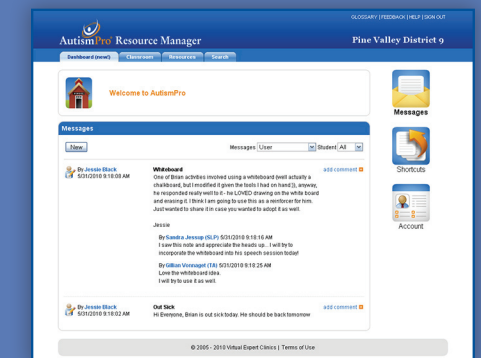 GLOSSARY | FEEDBACK | HELP | SIGN OUT
AutismPro Resource Manager
Pine Valley District 9
Dashboard (new!) Classroom Resources Search
Welcome to AutismPro
Messages
Messages
New
Messages User Student All
By Jessie Black
5/31/2010 9:18:08 AM
Whiteboard
add comment
One of Brian activities involved using a whiteboard (well actually a
chalkboard, but I modified it given the tools I had on hand:)), anyway,
he responded really well to it - he LOVED drawing on the white board
and erasing it. I think I am going to use this as a reinforcer for him.
Just wanted to share it in case you wanted to adopt it as well.
Jessie
By Sandra Jessup (SLP) 5/31/2010 9:18:16 AM
I saw this note and appreciate the heads up... I will try to
incorporate the whiteboard into his speech session today!
By Gillian Vonnagel (TA) 5/31/2010 9:18:25 AM
Love the whiteboard idea.
I will try to use it as well.
Shortcuts
Account
By Jessie Black
5/31/2010 9:18:02 AM
Out Sick
add comment
Hi Everyone, Brian is out sick today. He should be back tomorrow
© 2005 - 2010 Virtual Expert Clinics | Terms of Use